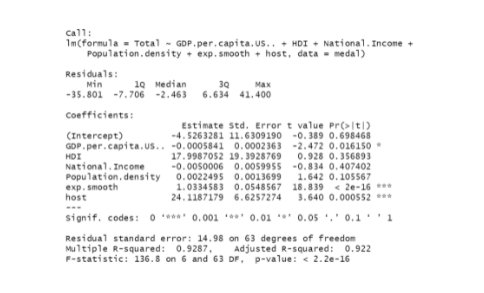 Call:
lm(formula = Total ~ GDP.per.capita.US.. + HDI + National.Income +
    Population.density + exp.smooth + host, data = medal)
Residuals:
    Min      1Q  Median      3Q     Max
-35.801  -7.706  -2.463   6.634  41.400
Coefficients:
                      Estimate Std. Error t value Pr(>|t|)
(Intercept)         -4.5263281 11.6309190  -0.389 0.698468
GDP.per.capita.US.. -0.0005841  0.0002363  -2.472 0.016150 *
HDI                 17.9987052 19.3928769   0.928 0.356893
National.Income     -0.0050006  0.0059955  -0.834 0.407402
Population.density   0.0022495  0.0013699   1.642 0.105567
exp.smooth           1.0334583  0.0548567  18.839  < 2e-16 ***
host                24.1187179  6.6254274   3.640 0.000552 ***
---
Signif. codes:  0 '***' 0.001 '**' 0.01 '*' 0.05 '.' 0.1 ' ' 1
Residual standard error: 14.98 on 63 degrees of freedom
Multiple R-squared:  0.9287,    Adjusted R-squared:  0.922
F-statistic: 136.8 on 6 and 63 DF,  p-value: < 2.2e-16